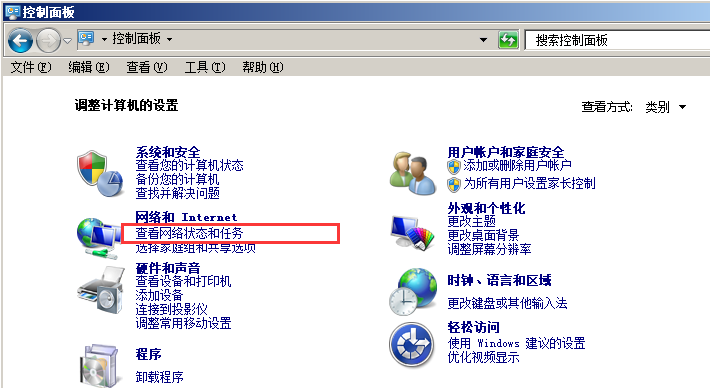 控制面板
控制面板
搜索控制面板
文件(F) 编辑(E) 查看(V) 工具(T) 帮助(H)
调整计算机的设置
查看方式: 类别
系统和安全
查看您的计算机状态
备份您的计算机
查找并解决问题
网络和 Internet
查看网络状态和任务
选择家庭组和共享选项
硬件和声音
查看设备和打印机
添加设备
连接到投影仪
调整常用移动设置
程序
卸载程序
用户帐户和家庭安全
添加或删除用户帐户
为所有用户设置家长控制
外观和个性化
更改主题
更改桌面背景
调整屏幕分辨率
时钟、语言和区域
更改键盘或其他输入法
轻松访问
使用 Windows 建议的设置
优化视频显示